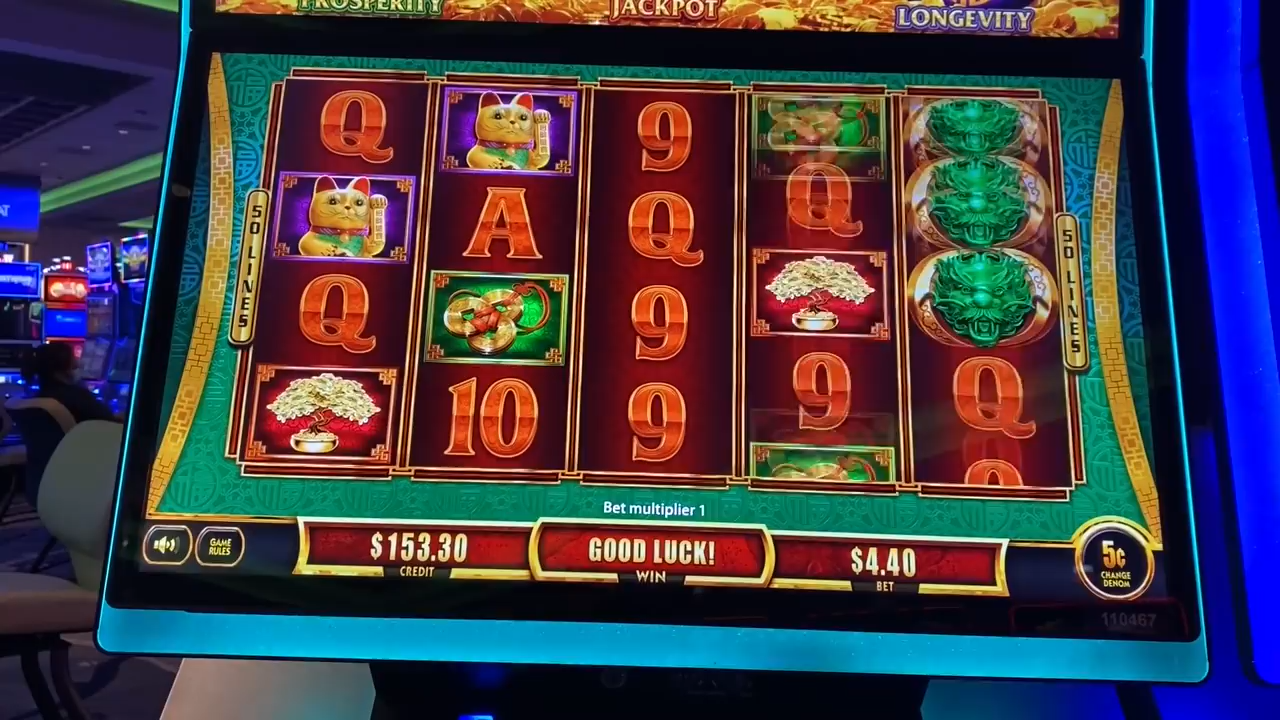 PROSPERITY JACKPOT LONGEVITY
Q 9
Q
A Q
50 LINES 50 LINES
Q 9
9
10 9 Q
Q
Bet multiplier 1
GAME RULES
$153.30 GOOD LUCK! $4.40
CREDIT WIN BET
5¢
CHANGE
DENOM
110467